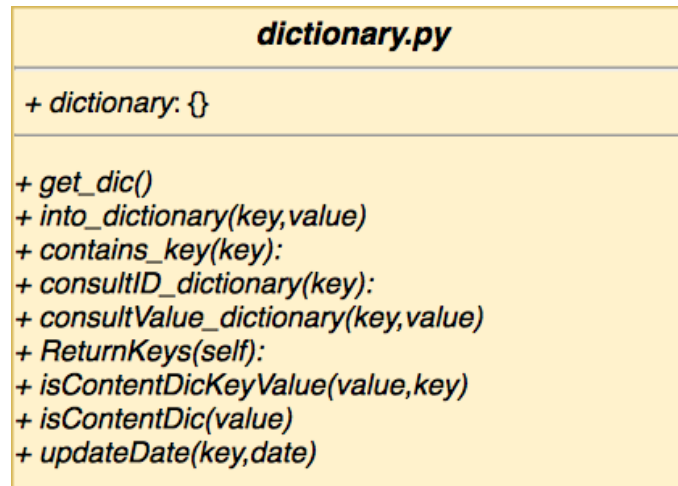 dictionary.py
+ dictionary: {}
+ get_dic()
+ into_dictionary(key,value)
+ contains_key(key):
+ consultID_dictionary(key):
+ consultValue_dictionary(key,value)
+ ReturnKeys(self):
+ isContentDicKeyValue(value,key)
+ isContentDic(value)
+ updateDate(key,date)